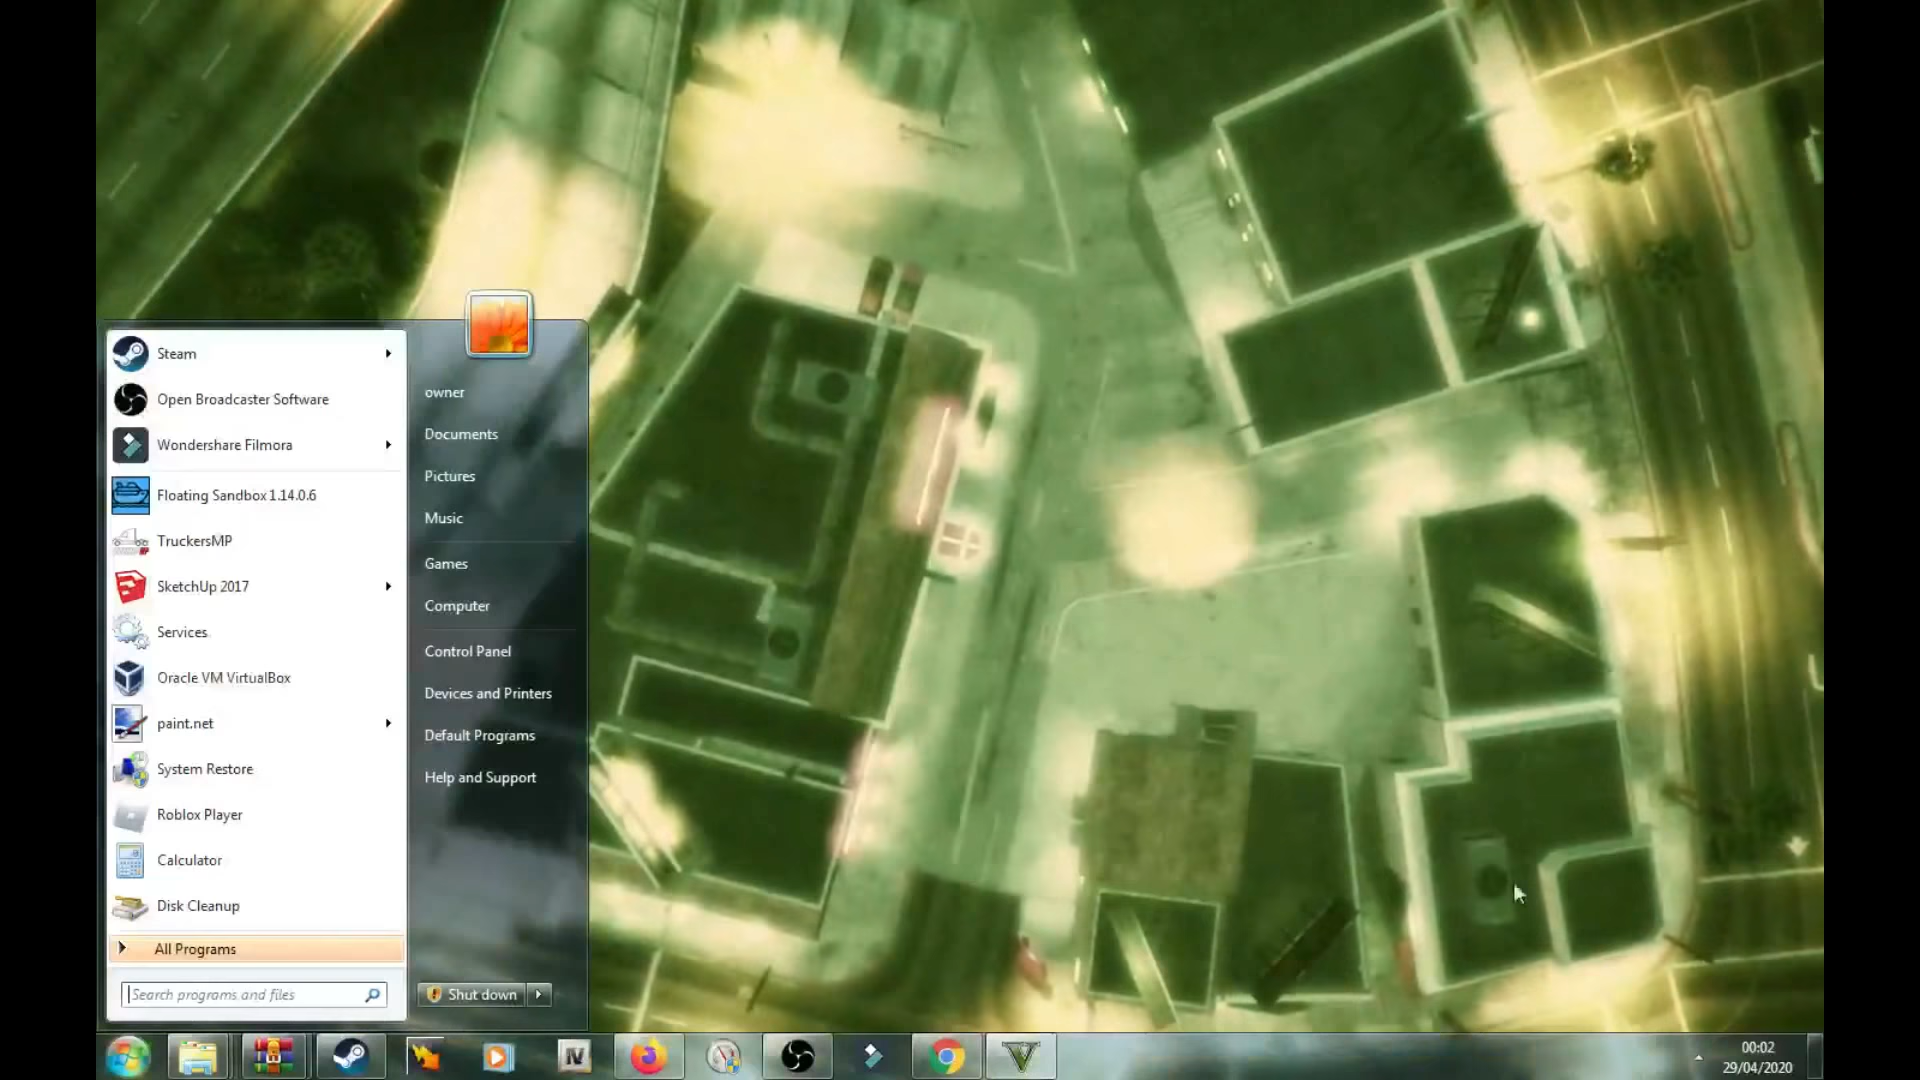 Steam
Open Broadcaster Software
Wondershare Filmora
Floating Sandbox 1.14.0.6
TruckersMP
SketchUp 2017
Services
Oracle VM VirtualBox
paint.net
System Restore
Roblox Player
Calculator
Disk Cleanup
All Programs
Search programs and files
owner
Documents
Pictures
Music
Games
Computer
Control Panel
Devices and Printers
Default Programs
Help and Support
Shut down
IV
V
00:02
29/04/2020